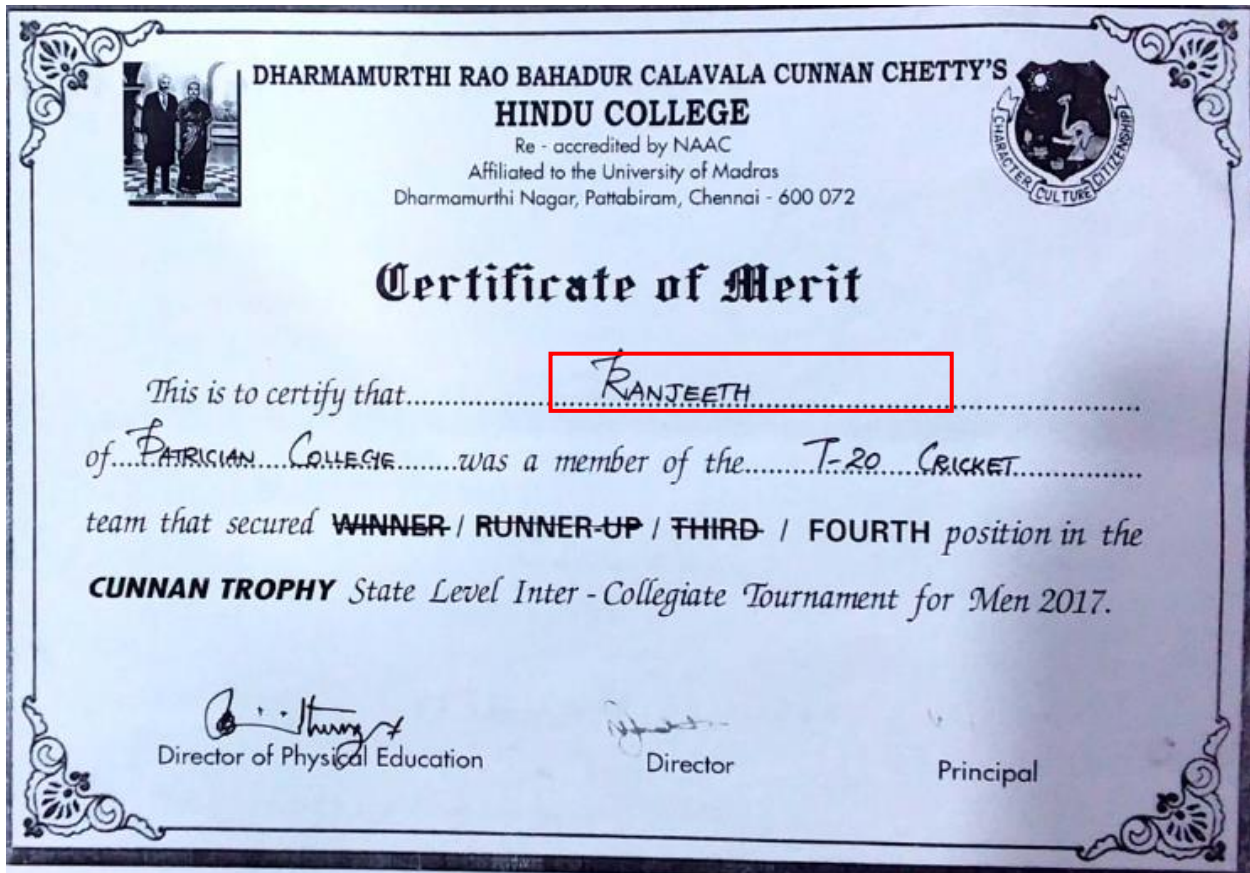 DHARMAMURTHI RAO BAHADUR CALAVALA CUNNAN CHETTY'S
HINDU COLLEGE
Re - accredited by NAAC
Affiliated to the University of Madras
Dharmamurthi Nagar, Pattabiram, Chennai - 600 072
CHARACTER CULTURE CITIZENSHIP
Certificate of Merit
This is to certify that RANJEETH
of PATRICIAN COLLEGE was a member of the T-20 CRICKET
team that secured WINNER / RUNNER-UP / THIRD / FOURTH position in the
CUNNAN TROPHY State Level Inter - Collegiate Tournament for Men 2017.
Director of Physical Education
Director
Principal